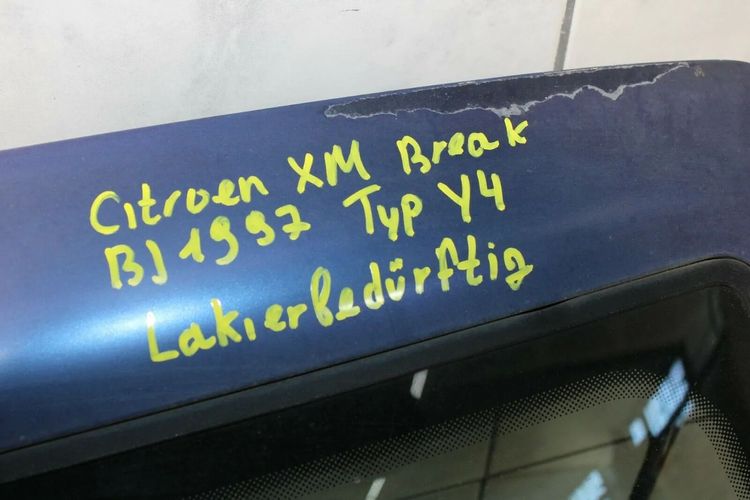 Citroen XM Break
BJ 1997 Typ Y4
Lakierbedürftig